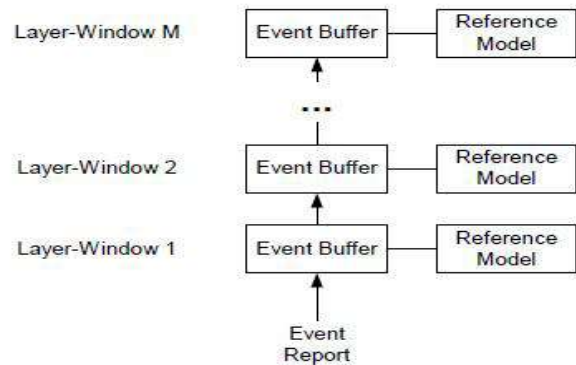 Layer-Window M
Event Buffer
Reference
Model
...
Layer-Window 2
Event Buffer
Reference
Model
Layer-Window 1
Event Buffer
Reference
Model
Event
Report